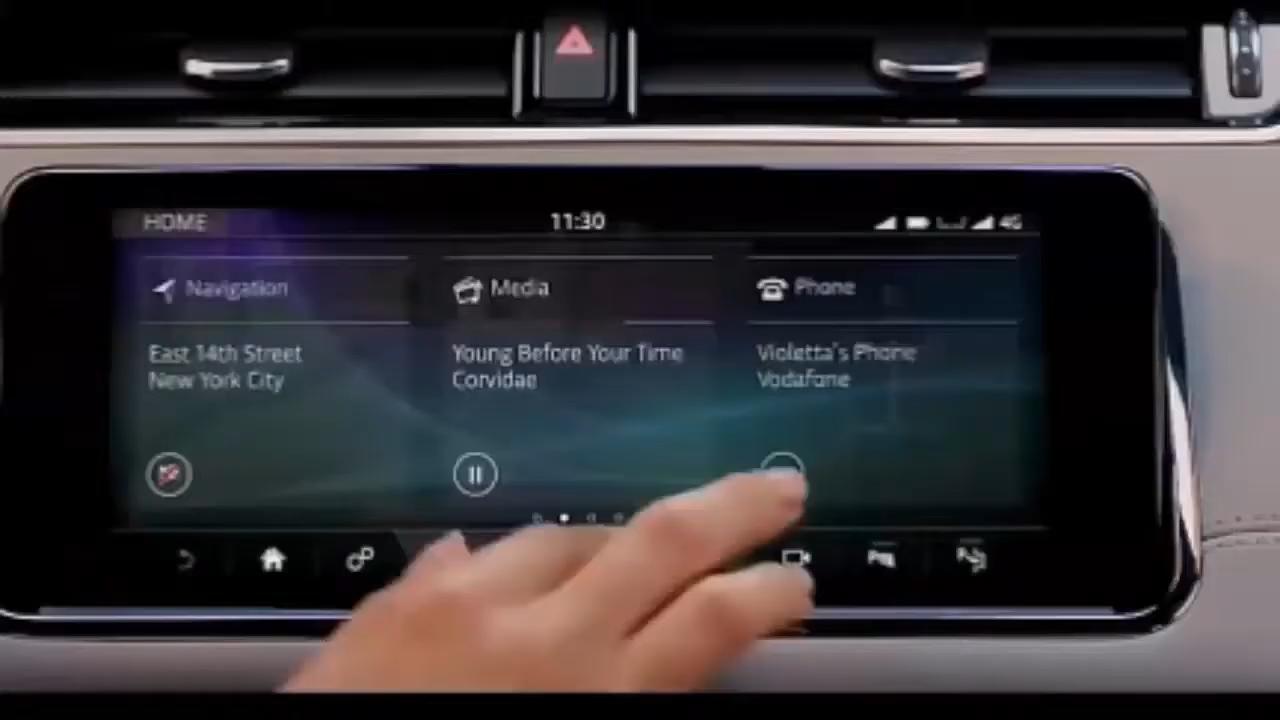 HOME
11:30
4G
Navigation
Media
Phone
East 14th Street
New York City
Young Before Your Time
Corvidae
Violetta's Phone
Vodafone